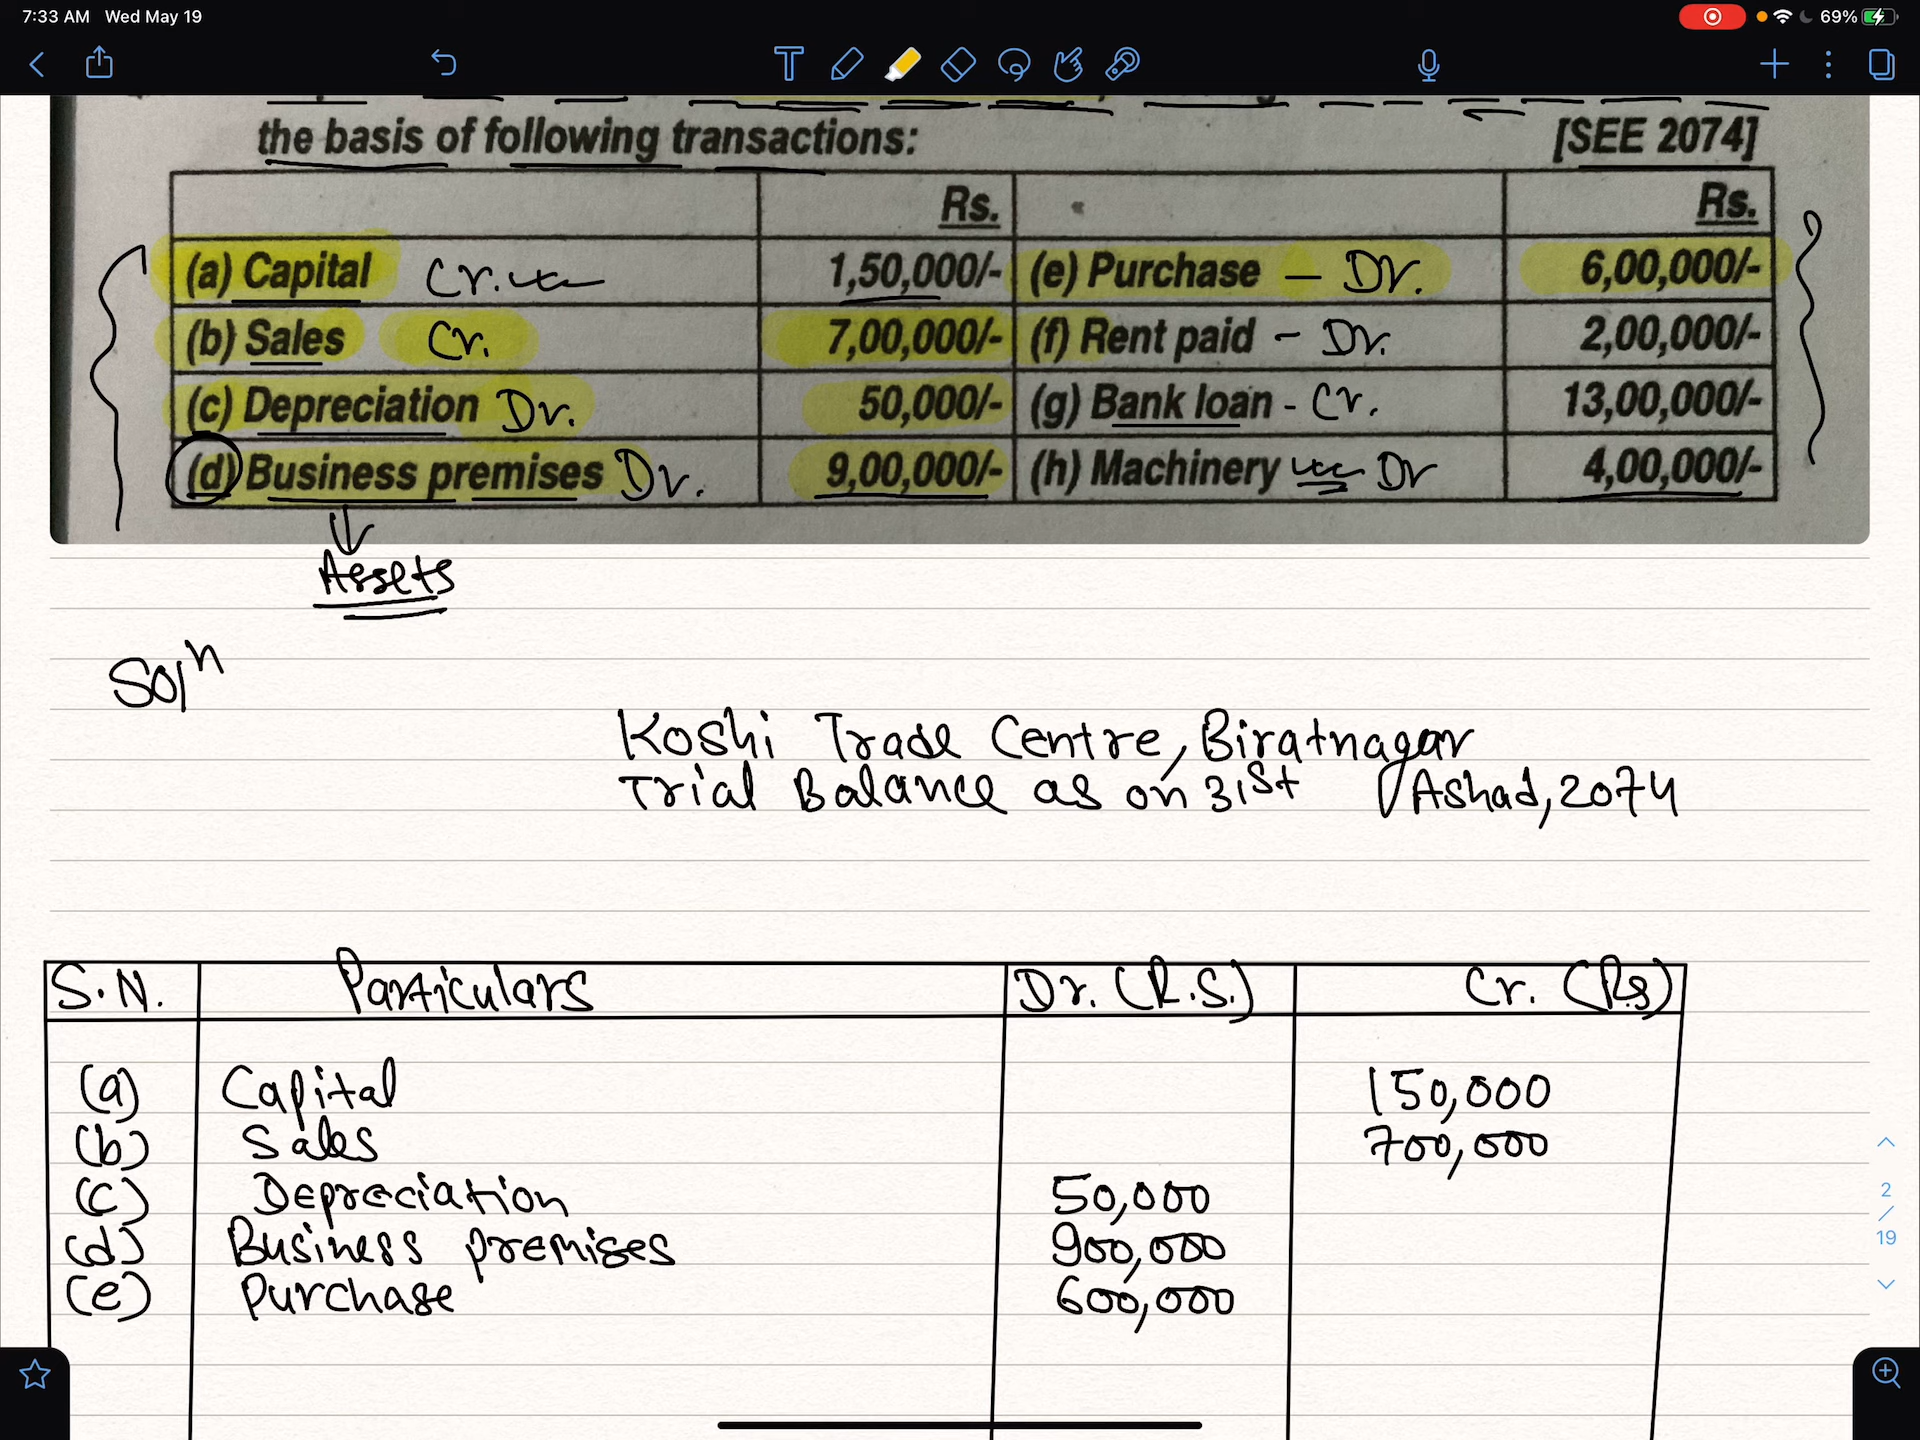 7:33 AM Wed May 19
69%
the basis of following transactions: [SEE 2074]
Rs. Rs.
(a) Capital Cr. 1,50,000/- (e) Purchase - Dr. 6,00,000/-
(b) Sales Cr. 7,00,000/- (f) Rent paid - Dr. 2,00,000/-
(c) Depreciation Dr. 50,000/- (g) Bank loan - Cr. 13,00,000/-
(d) Business premises Dr. 9,00,000/- (h) Machinery Dr 4,00,000/-
Assets
Solⁿ
Koshi Trade Centre, Biratnagar
Trial Balance as on 31st Ashad, 2074
S.N. Particulars Dr. (R.S.) Cr. (Rs)
(a) Capital 150,000
(b) Sales 700,000
(c) Depreciation 50,000
(d) Business premises 900,000
(e) Purchase 600,000
2
/
19